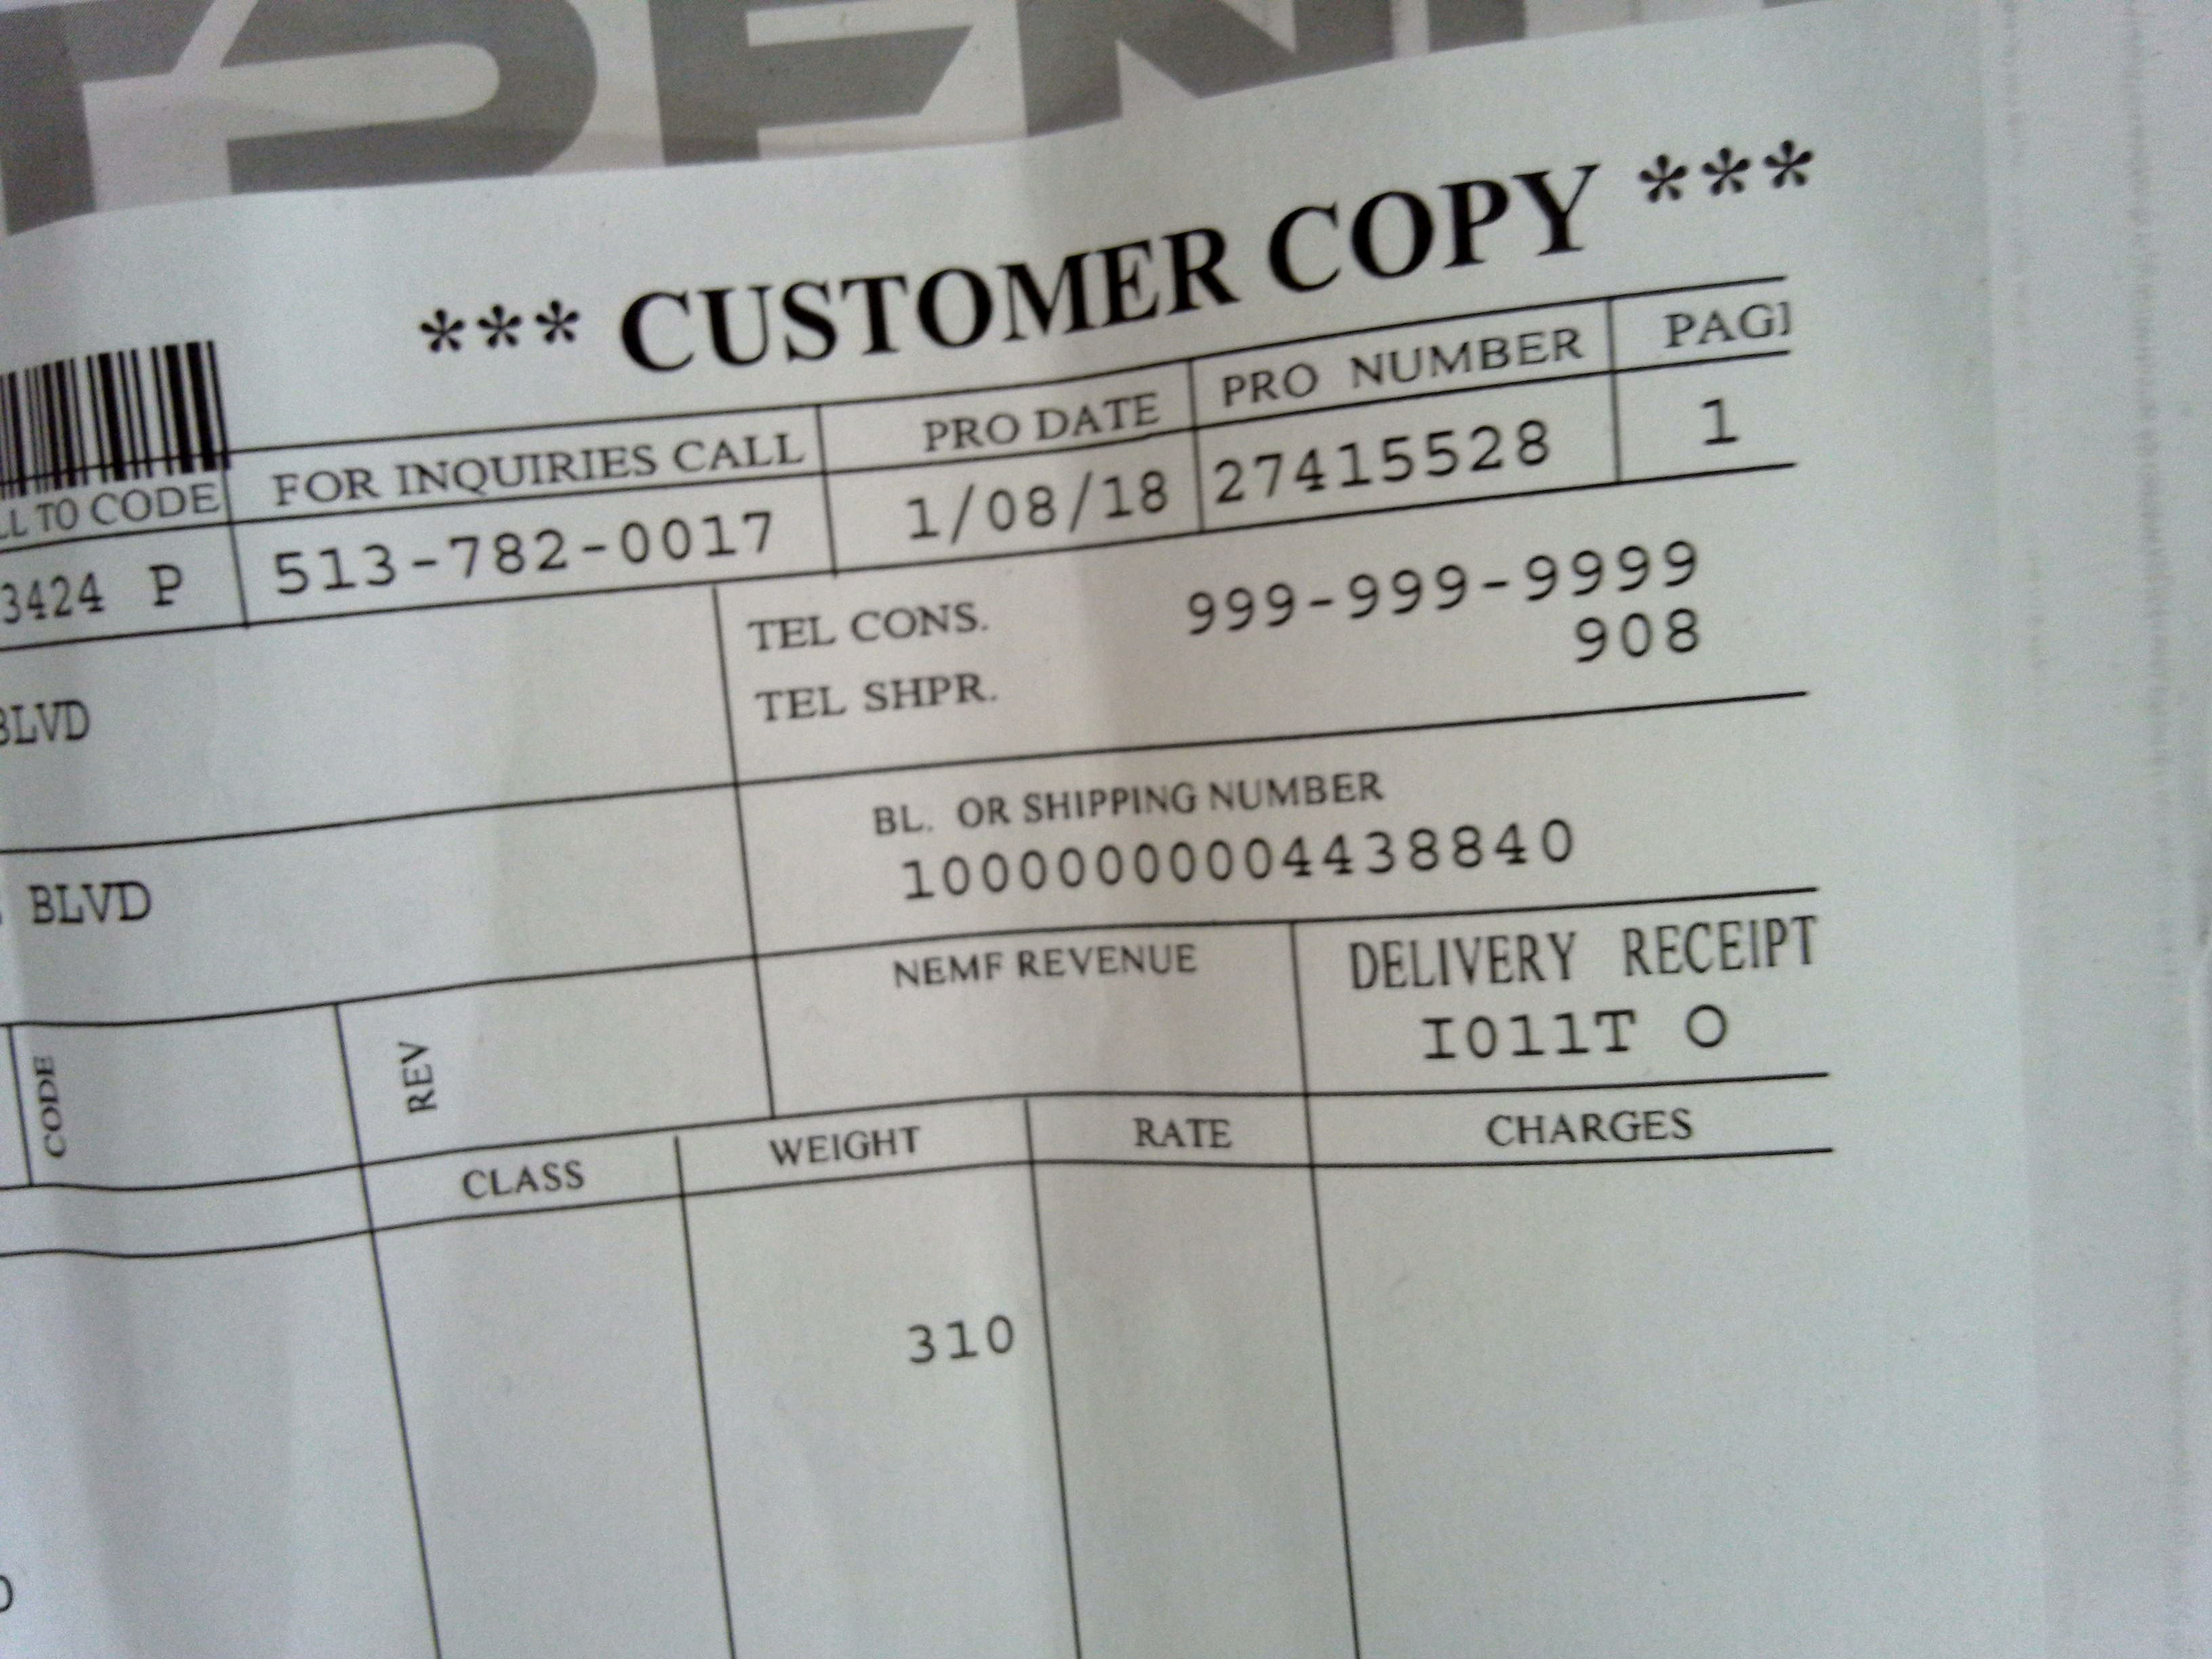 *** CUSTOMER COPY ***
TO CODE
FOR INQUIRIES CALL
PRO DATE
PRO NUMBER
3424 P
513-782-0017
1/08/18
27415528
1
TEL CONS. 999-999-9999
TEL SHPR. 908
BLVD
BL. OR SHIPPING NUMBER
10000000004438840
BLVD
NEMF REVENUE
DELIVERY RECEIPT
I011T O
CODE
REV
CLASS
WEIGHT
RATE
CHARGES
310